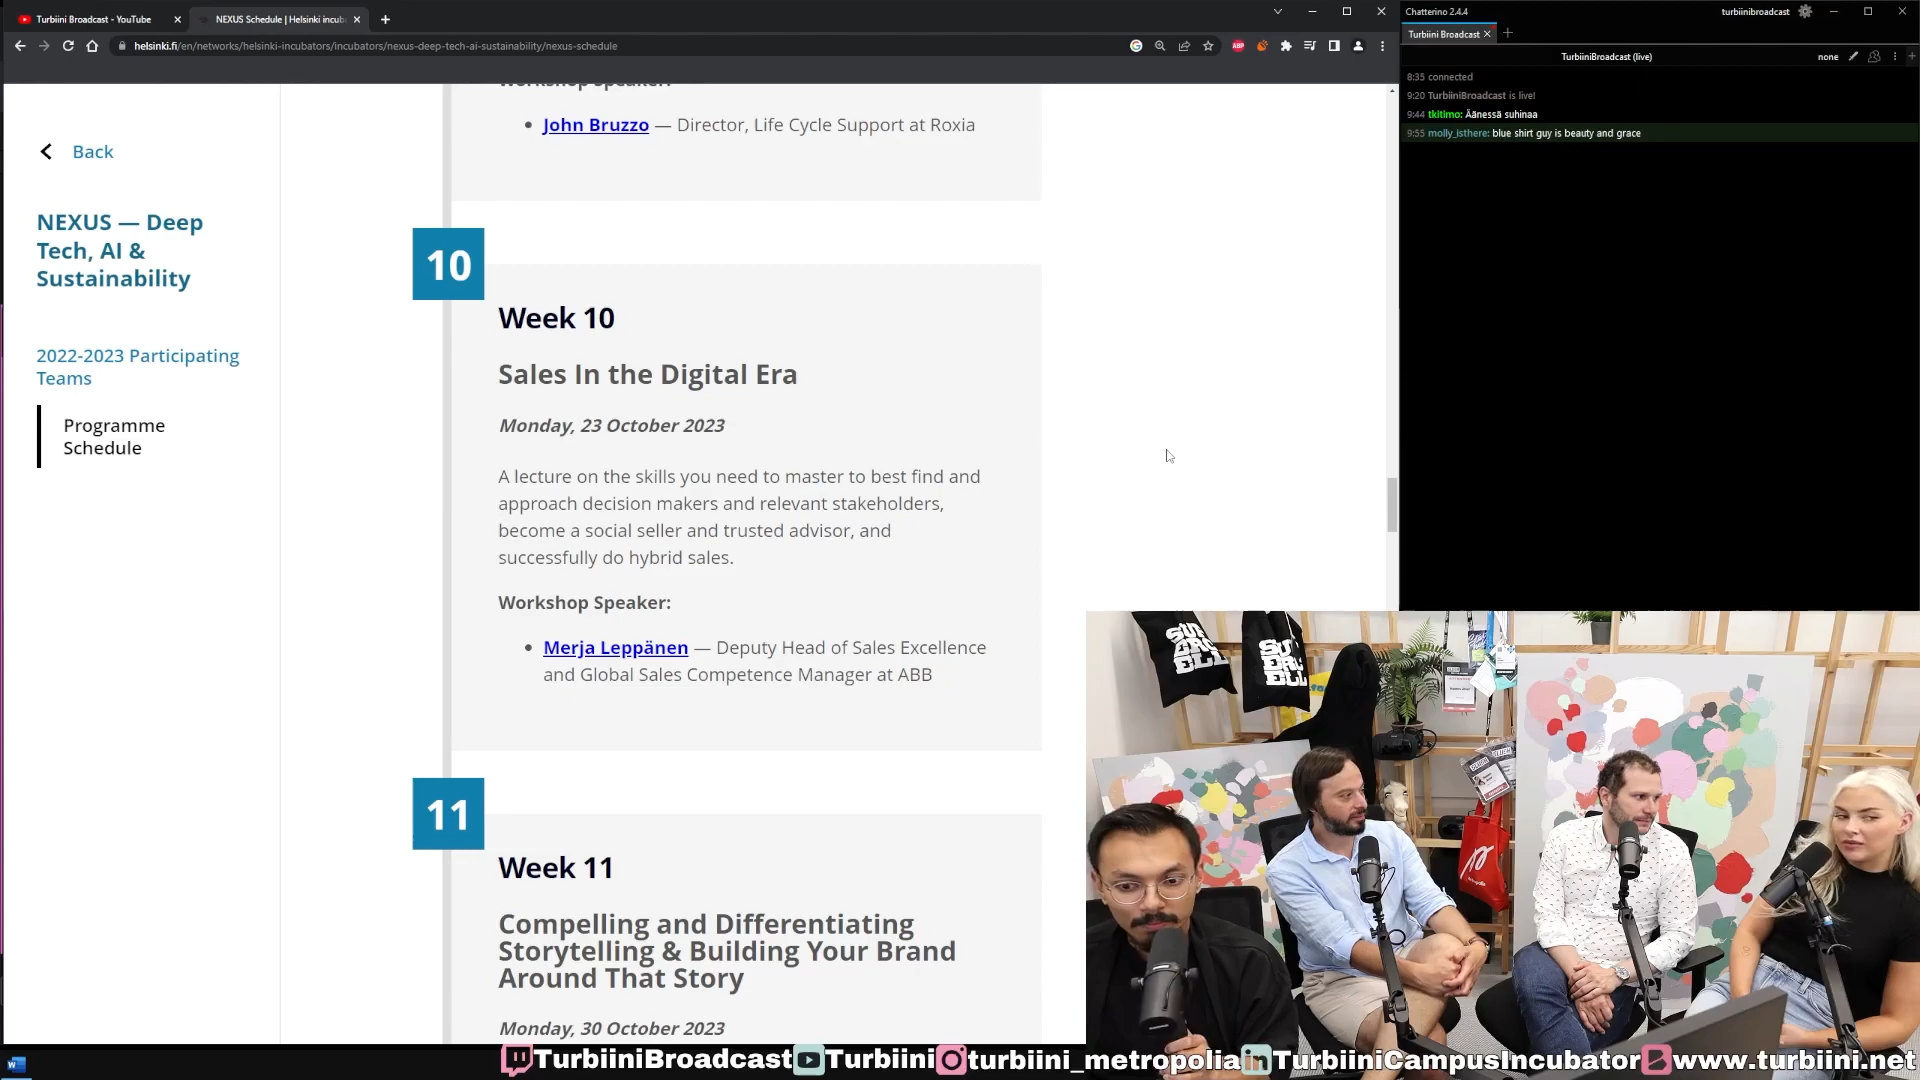 Turbiini Broadcast - YouTube
NEXUS Schedule | Helsinki incub
helsinki.fi/en/networks/helsinki-incubators/incubators/nexus-deep-tech-ai-sustainability/nexus-schedule
Chatterino 2.4.4
turbiinibroadcast
Turbiini Broadcast
TurbiiniBroadcast (live)
none
8:35 connected
9:20 TurbiiniBroadcast is live!
9:44 tkitimo: Äänessä suhinaa
9:55 molly_isthere: blue shirt guy is beauty and grace
Back
NEXUS — Deep
Tech, AI &
Sustainability
2022-2023 Participating
Teams
Programme
Schedule
Workshop Speaker:
John Bruzzo — Director, Life Cycle Support at Roxia
10
Week 10
Sales In the Digital Era
Monday, 23 October 2023
A lecture on the skills you need to master to best find and
approach decision makers and relevant stakeholders,
become a social seller and trusted advisor, and
successfully do hybrid sales.
Workshop Speaker:
Merja Leppänen — Deputy Head of Sales Excellence
and Global Sales Competence Manager at ABB
11
Week 11
Compelling and Differentiating
Storytelling & Building Your Brand
Around That Story
Monday, 30 October 2023
SUPERCELL
SUPERCELL
TurbiiniBroadcast Turbiini turbiini_metropolia TurbiiniCampusIncubator www.turbiini.net